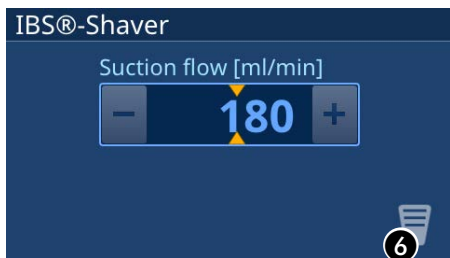 IBS®-Shaver
Suction flow [ml/min]
− 180 +
6